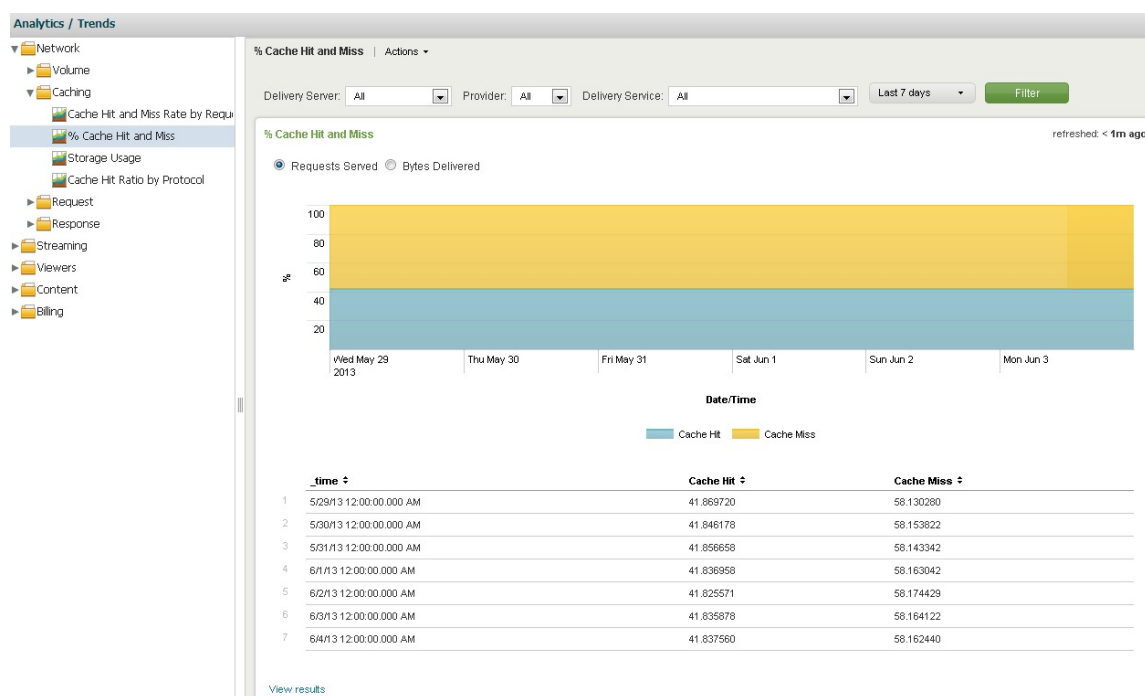 Analytics / Trends
Network
Volume
Caching
Cache Hit and Miss Rate by Requ
% Cache Hit and Miss
Storage Usage
Cache Hit Ratio by Protocol
Request
Response
Streaming
Viewers
Content
Billing
% Cache Hit and Miss | Actions
Delivery Server: All Provider: All Delivery Service: All Last 7 days Filter
% Cache Hit and Miss refreshed: < 1m ago
Requests Served Bytes Delivered
100
80
60
40
20
%
Wed May 29 Thu May 30 Fri May 31 Sat Jun 1 Sun Jun 2 Mon Jun 3
2013
Date/Time
Cache Hit Cache Miss
_time Cache Hit Cache Miss
1 5/29/13 12:00:00.000 AM 41.869720 58.130280
2 5/30/13 12:00:00.000 AM 41.846178 58.153822
3 5/31/13 12:00:00.000 AM 41.856658 58.143342
4 6/1/13 12:00:00.000 AM 41.836958 58.163042
5 6/2/13 12:00:00.000 AM 41.825571 58.174429
6 6/3/13 12:00:00.000 AM 41.835878 58.164122
7 6/4/13 12:00:00.000 AM 41.837560 58.162440
View results